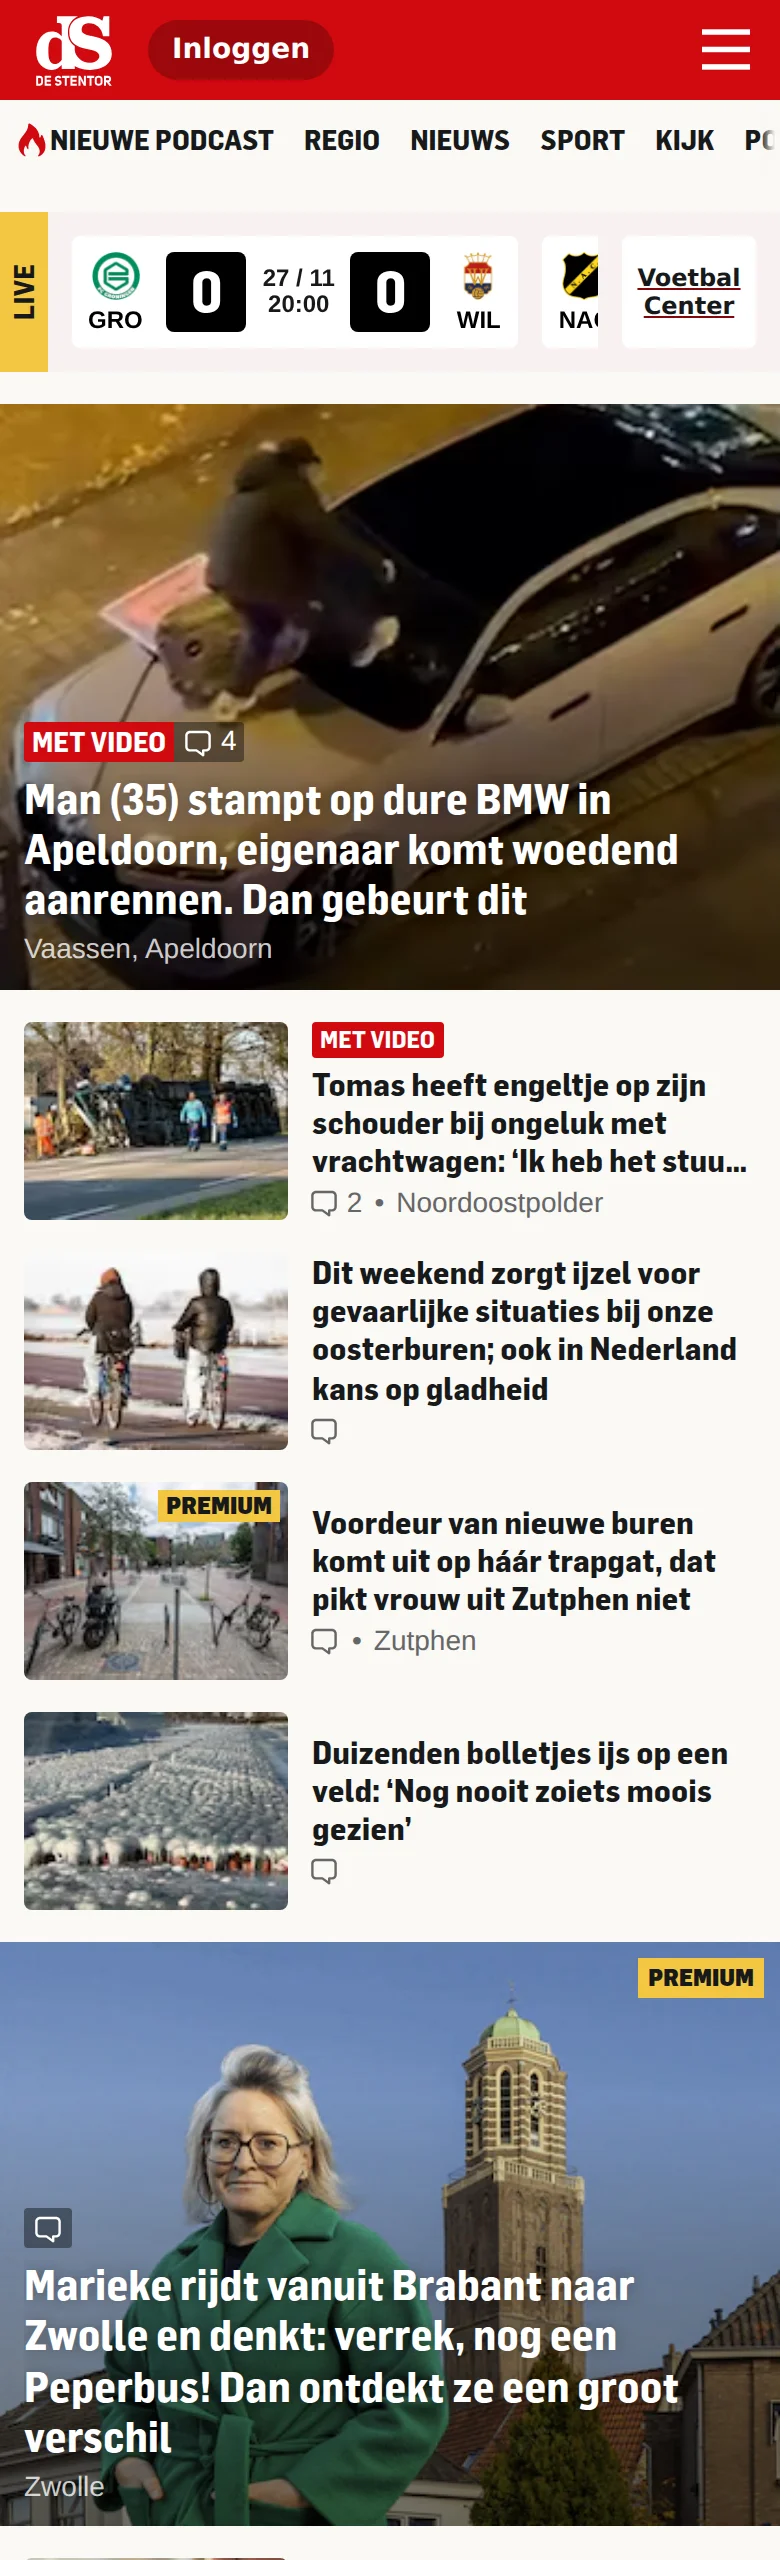 dS
DE STENTOR
Inloggen
NIEUWE PODCAST REGIO NIEUWS SPORT KIJK
LIVE
GRO 0 27 / 11 20:00 0 WIL
Voetbal
Center
MET VIDEO 4
Man (35) stampt op dure BMW in
Apeldoorn, eigenaar komt woedend
aanrennen. Dan gebeurt dit
Vaassen, Apeldoorn
MET VIDEO
Tomas heeft engeltje op zijn
schouder bij ongeluk met
vrachtwagen: ‘Ik heb het stuu...
2 • Noordoostpolder
Dit weekend zorgt ijzel voor
gevaarlijke situaties bij onze
oosterburen; ook in Nederland
kans op gladheid
PREMIUM
Voordeur van nieuwe buren
komt uit op háár trapgat, dat
pikt vrouw uit Zutphen niet
• Zutphen
Duizenden bolletjes ijs op een
veld: ‘Nog nooit zoiets moois
gezien’
PREMIUM
Marieke rijdt vanuit Brabant naar
Zwolle en denkt: verrek, nog een
Peperbus! Dan ontdekt ze een groot
verschil
Zwolle